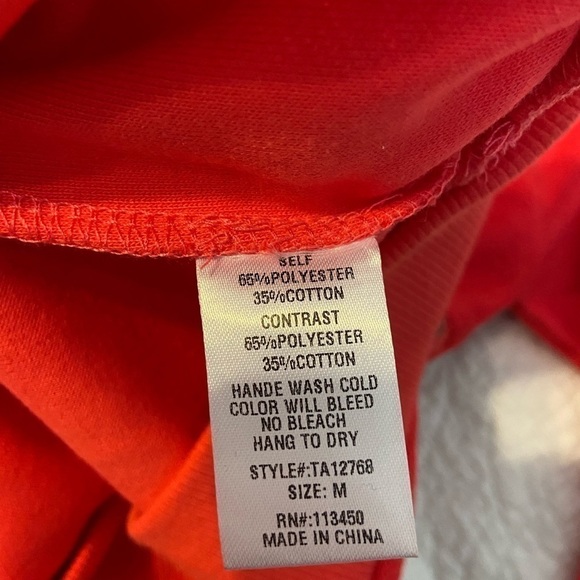 SELF
65%POLYESTER
35%COTTON
CONTRAST
65%POLYESTER
35%COTTON
HANDE WASH COLD
COLOR WILL BLEED
NO BLEACH
HANG TO DRY
STYLE#:TA12768
SIZE: M
RN#:113450
MADE IN CHINA